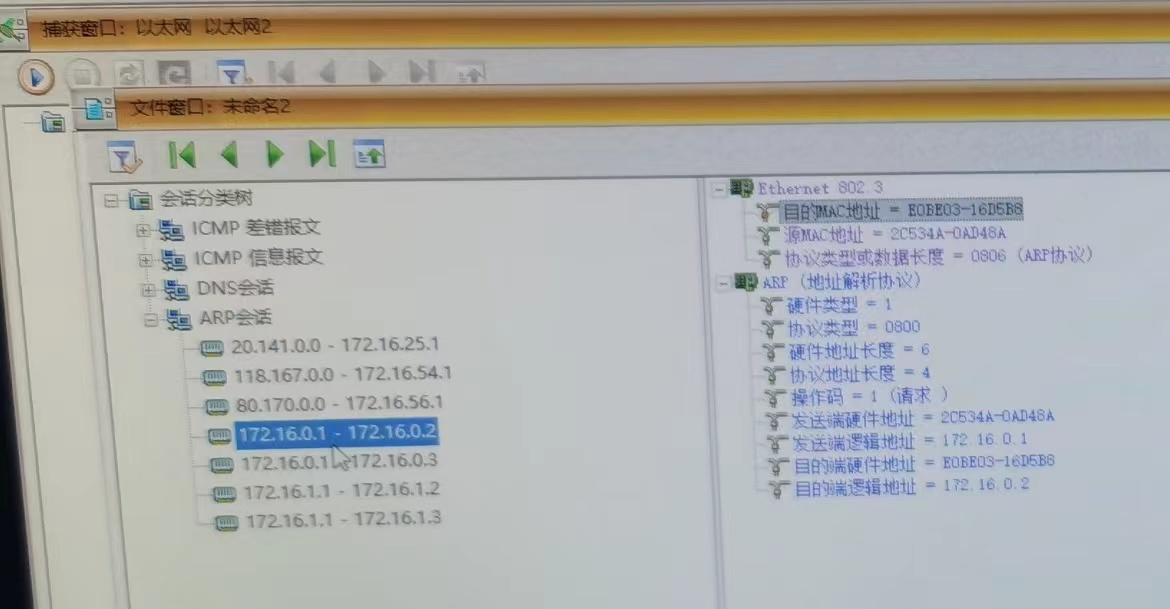 捕获窗口: 以太网 以太网2
文件窗口: 未命名2
会话分类树
ICMP 差错报文
ICMP 信息报文
DNS会话
ARP会话
20.141.0.0 - 172.16.25.1
118.167.0.0 - 172.16.54.1
80.170.0.0 - 172.16.56.1
172.16.0.1 - 172.16.0.2
172.16.0.1 - 172.16.0.3
172.16.1.1 - 172.16.1.2
172.16.1.1 - 172.16.1.3
Ethernet 802.3
目的MAC地址 = E0BE03-16D5B8
源MAC地址 = 2C534A-0AD48A
协议类型或数据长度 = 0806 (ARP协议)
ARP (地址解析协议)
硬件类型 = 1
协议类型 = 0800
硬件地址长度 = 6
协议地址长度 = 4
操作码 = 1 (请求 )
发送端硬件地址 = 2C534A-0AD48A
发送端逻辑地址 = 172.16.0.1
目的端硬件地址 = E0BE03-16D5B8
目的端逻辑地址 = 172.16.0.2